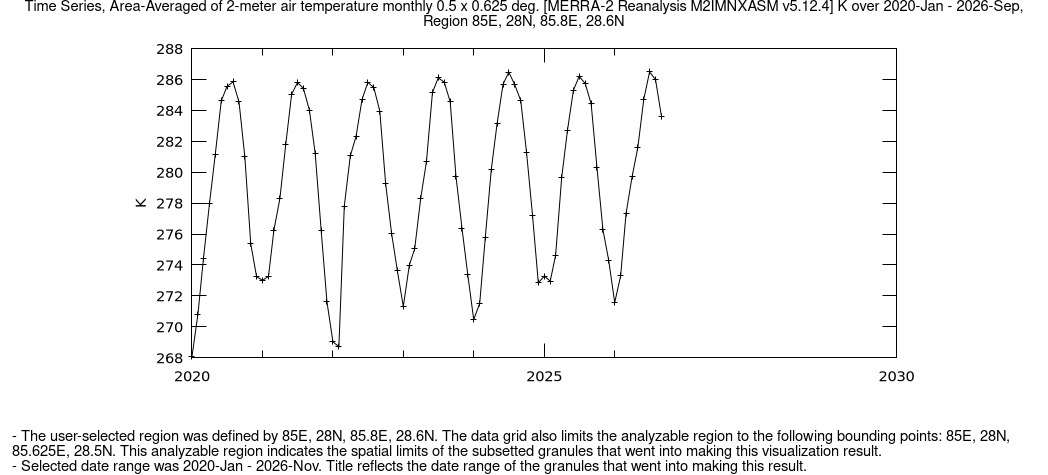 Time Series, Area-Averaged of 2-meter air temperature monthly 0.5 x 0.625 deg. [MERRA-2 Reanalysis M2IMNXASM v5.12.4] K over 2020-Jan - 2026-Sep,
Region 85E, 28N, 85.8E, 28.6N
288
286
284
282
280
278
K
276
274
272
270
268
2020 2025 2030
- The user-selected region was defined by 85E, 28N, 85.8E, 28.6N. The data grid also limits the analyzable region to the following bounding points: 85E, 28N,
85.625E, 28.5N. This analyzable region indicates the spatial limits of the subsetted granules that went into making this visualization result.
- Selected date range was 2020-Jan - 2026-Nov. Title reflects the date range of the granules that went into making this result.